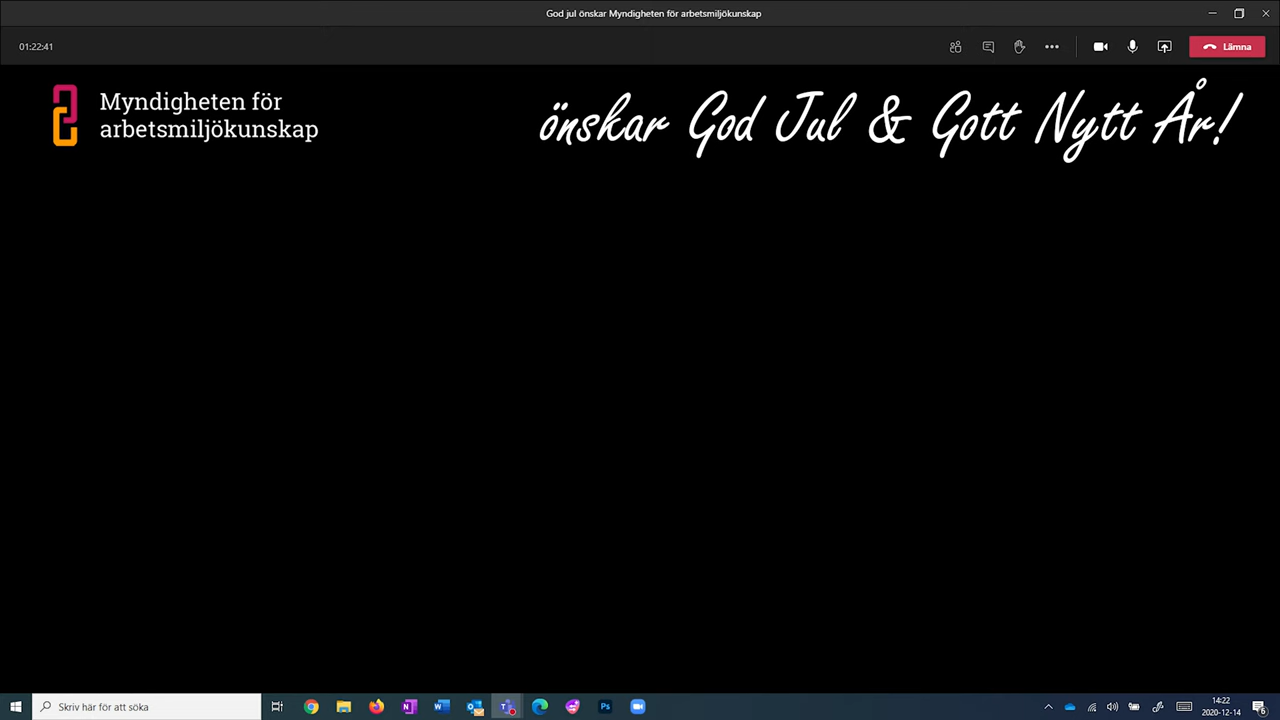 God jul önskar Myndigheten för arbetsmiljökunskap
01:22:41
Lämna
Myndigheten för
arbetsmiljökunskap
önskar God Jul & Gott Nytt År!
Skriv här för att söka
14:22
2020-12-14